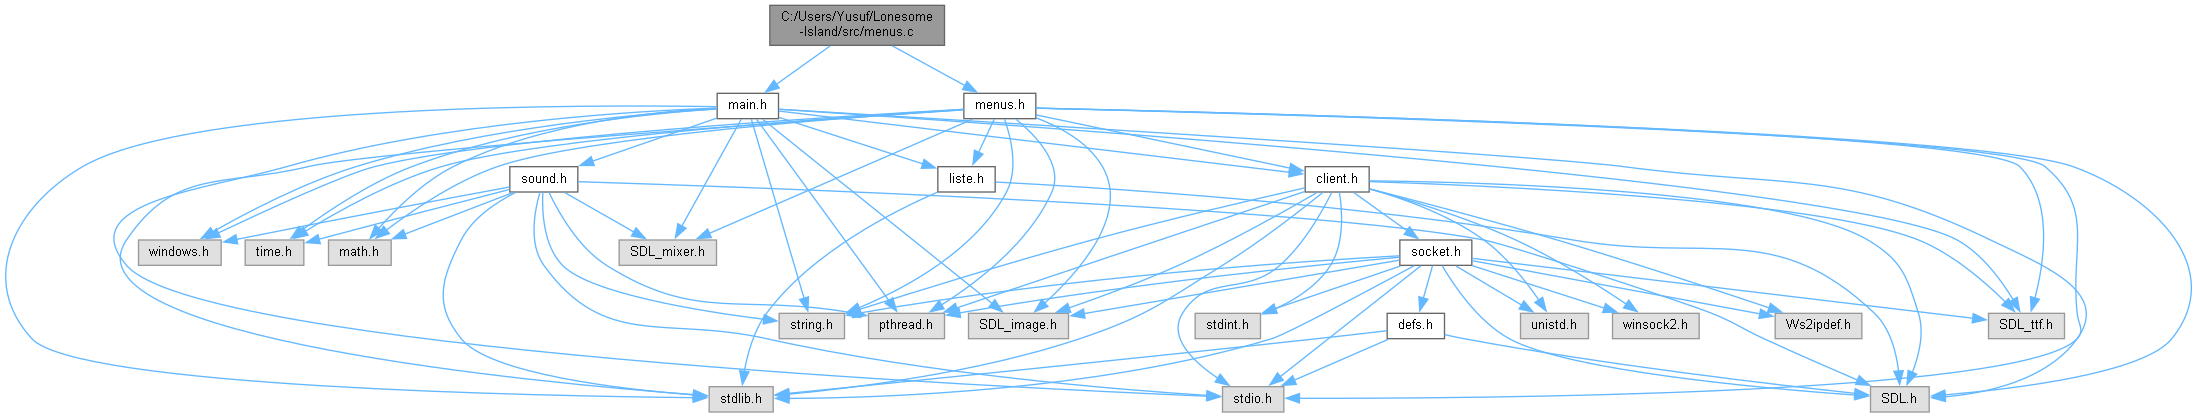 C:/Users/Yusuf/Lonesome
-Island/src/menus.c
main.h
menus.h
sound.h
liste.h
client.h
windows.h
time.h
math.h
SDL_mixer.h
socket.h
string.h
pthread.h
SDL_image.h
stdint.h
defs.h
unistd.h
winsock2.h
Ws2ipdef.h
SDL_ttf.h
stdlib.h
stdio.h
SDL.h